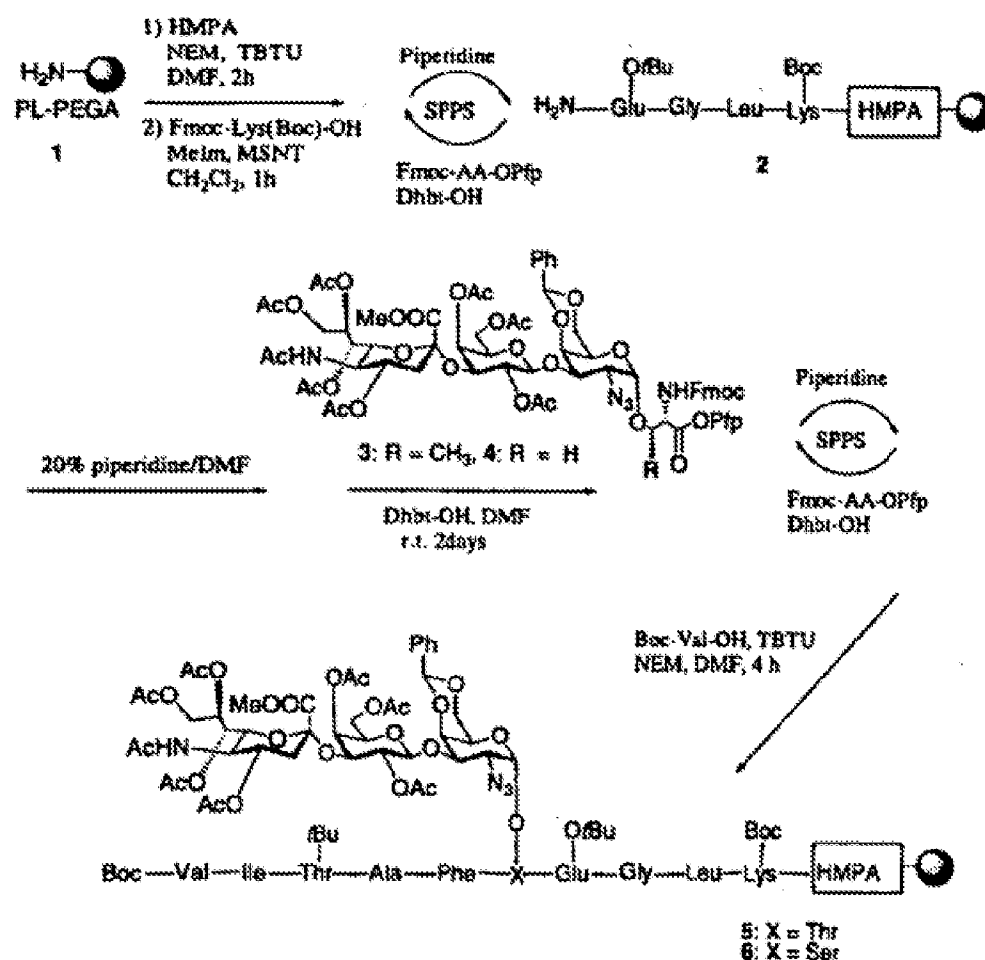 1) HMPA
NEM, TBTU
DMF, 2h
H₂N
PL-PEGA
1
2) Fmoc-Lys(Boc)-OH
MeIm, MSNT
CH₂Cl₂, 1h
Piperidine
SPPS
Fmoc-AA-OPfp
Dhbt-OH
OtBu
Boc
H₂N—Glu—Gly—Leu—Lys—HMPA
2
Ph
AcO
AcO
MeOOC
OAc
OAc
O
O
O
AcHN
O
O
O
O
O
AcO
AcO
OAc
N₃
NHFmoc
OPfp
O
R
O
20% piperidine/DMF
3: R = CH₃, 4: R = H
Dhbt-OH, DMF
r.t. 2days
Piperidine
SPPS
Fmoc-AA-OPfp
Dhbt-OH
Boc-Val-OH, TBTU
NEM, DMF, 4 h
Ph
AcO
AcO
MeOOC
OAc
OAc
O
O
O
AcHN
O
O
O
O
AcO
AcO
OAc
N₃
O
tBu
OtBu
Boc
Boc—Val—Ile—Thr—Ala—Phe—X—Glu—Gly—Leu—Lys—HMPA
5: X = Thr
6: X = Ser